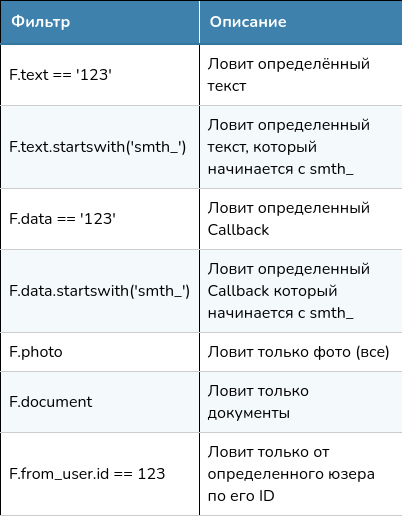 Фильтр
Описание
F.text == '123'
Ловит определённый
текст
F.text.startswith('smth_')
Ловит определенный
текст, который
начинается с smth_
F.data == '123'
Ловит определенный
Callback
F.data.startswith('smth_')
Ловит определенный
Callback который
начинается с smth_
F.photo
Ловит только фото (все)
F.document
Ловит только
документы
F.from_user.id == 123
Ловит только от
определенного юзера
по его ID